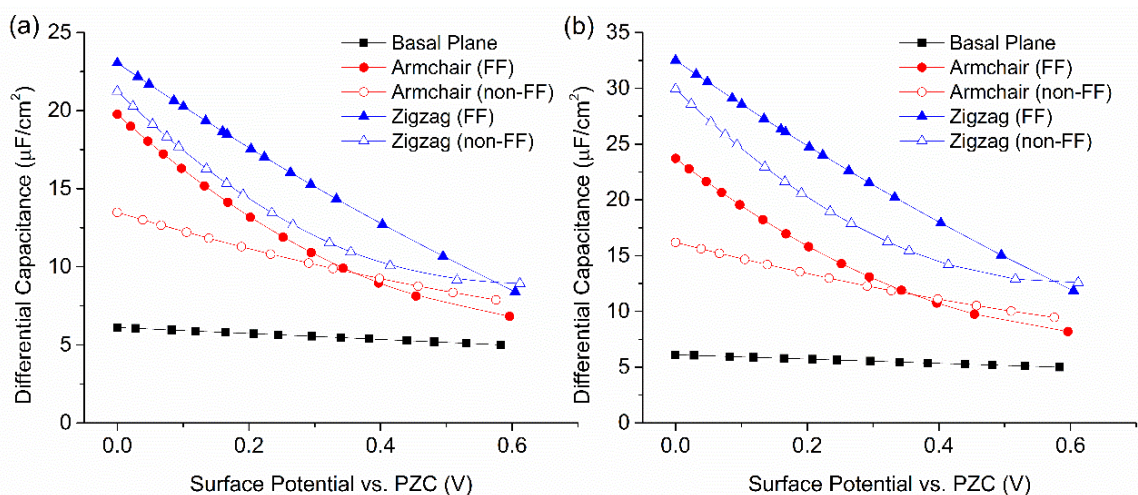 (a)
Differential Capacitance (μF/cm²)
25
20
15
10
5
0
Basal Plane
Armchair (FF)
Armchair (non-FF)
Zigzag (FF)
Zigzag (non-FF)
0.0 0.2 0.4 0.6
Surface Potential vs. PZC (V)
(b)
Differential Capacitance (μF/cm²)
35
30
25
20
15
10
5
0
Basal Plane
Armchair (FF)
Armchair (non-FF)
Zigzag (FF)
Zigzag (non-FF)
0.0 0.2 0.4 0.6
Surface Potential vs. PZC (V)